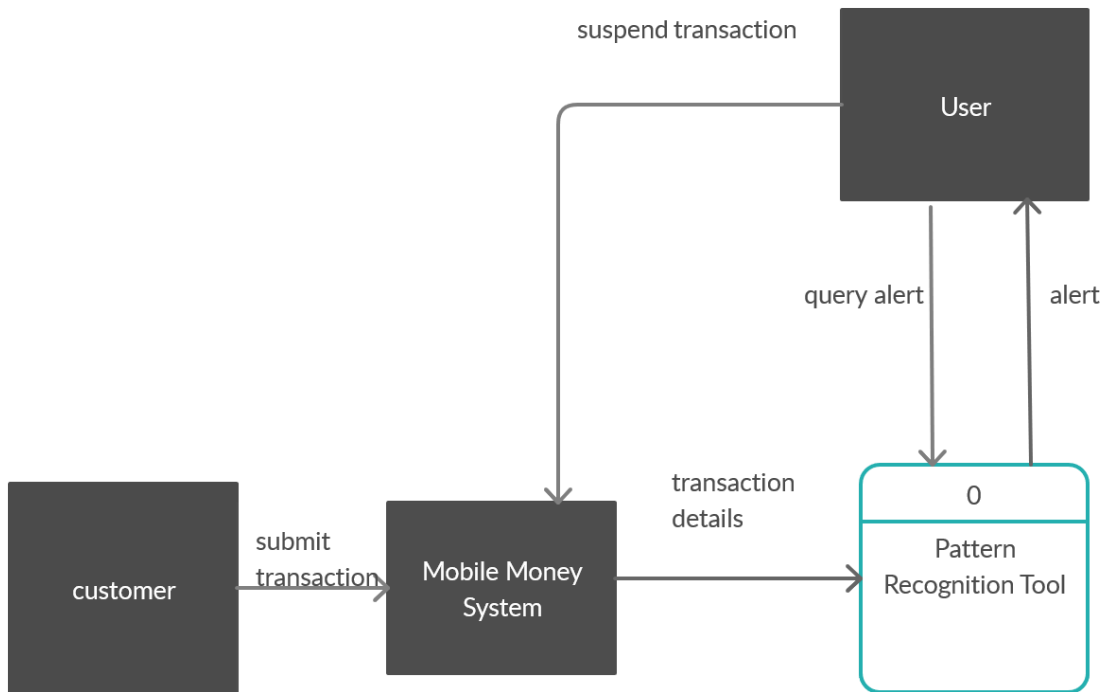 suspend transaction
User
query alert
alert
transaction
details
0
Pattern
Recognition Tool
submit
transaction
customer
Mobile Money
System